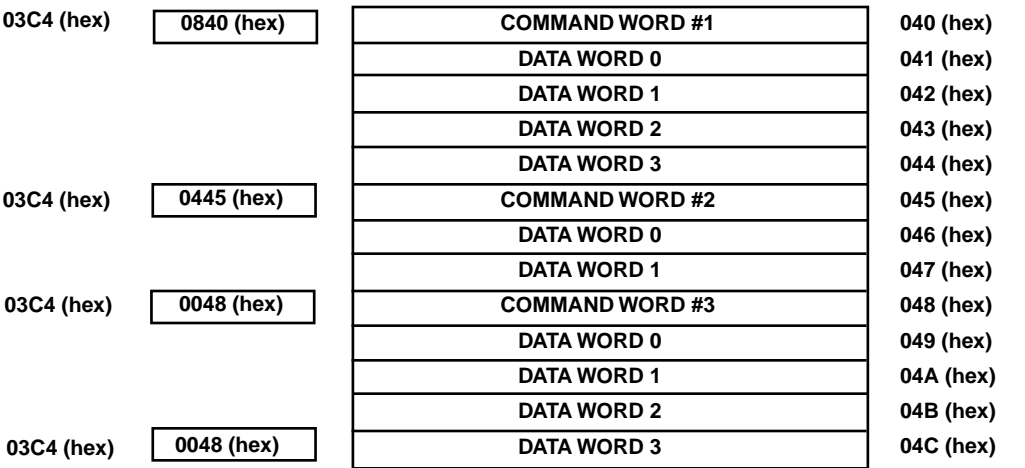 03C4 (hex) 0840 (hex) COMMAND WORD #1 040 (hex)
DATA WORD 0 041 (hex)
DATA WORD 1 042 (hex)
DATA WORD 2 043 (hex)
DATA WORD 3 044 (hex)
03C4 (hex) 0445 (hex) COMMAND WORD #2 045 (hex)
DATA WORD 0 046 (hex)
DATA WORD 1 047 (hex)
03C4 (hex) 0048 (hex) COMMAND WORD #3 048 (hex)
DATA WORD 0 049 (hex)
DATA WORD 1 04A (hex)
DATA WORD 2 04B (hex)
03C4 (hex) 0048 (hex) DATA WORD 3 04C (hex)